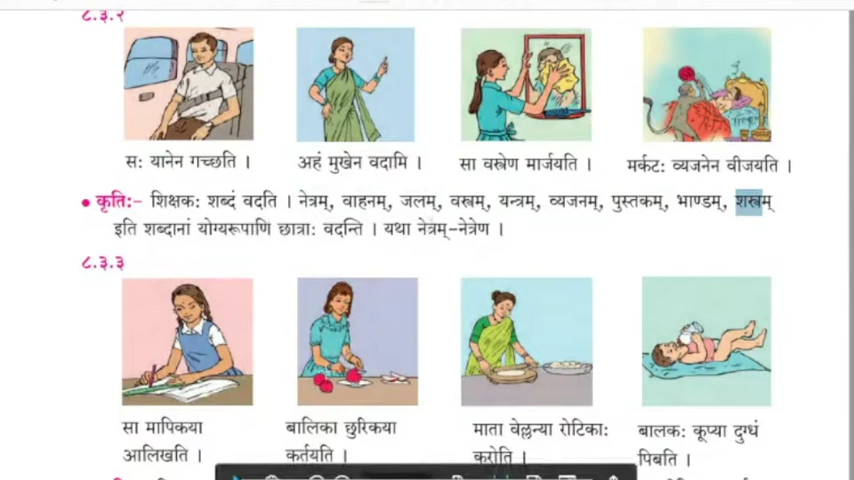 ८.३.२
सः यानेन गच्छति ।
अहं मुखेन वदामि ।
सा वस्त्रेण मार्जयति ।
मर्कटः व्यजनेन वीजयति ।
• कृतिः- शिक्षकः शब्दं वदति । नेत्रम्, वाहनम्, जलम्, वस्त्रम्, यन्त्रम्, व्यजनम्, पुस्तकम्, भाण्डम्, शस्त्रम्
इति शब्दानां योग्यरूपाणि छात्राः वदन्ति । यथा नेत्रम्-नेत्रेण ।
८.३.३
सा मापिकया
आलिखति ।
बालिका छुरिकया
कर्तयति ।
माता वेल्लन्या रोटिकाः
करोति ।
बालकः कूप्या दुग्धं
पिबति ।